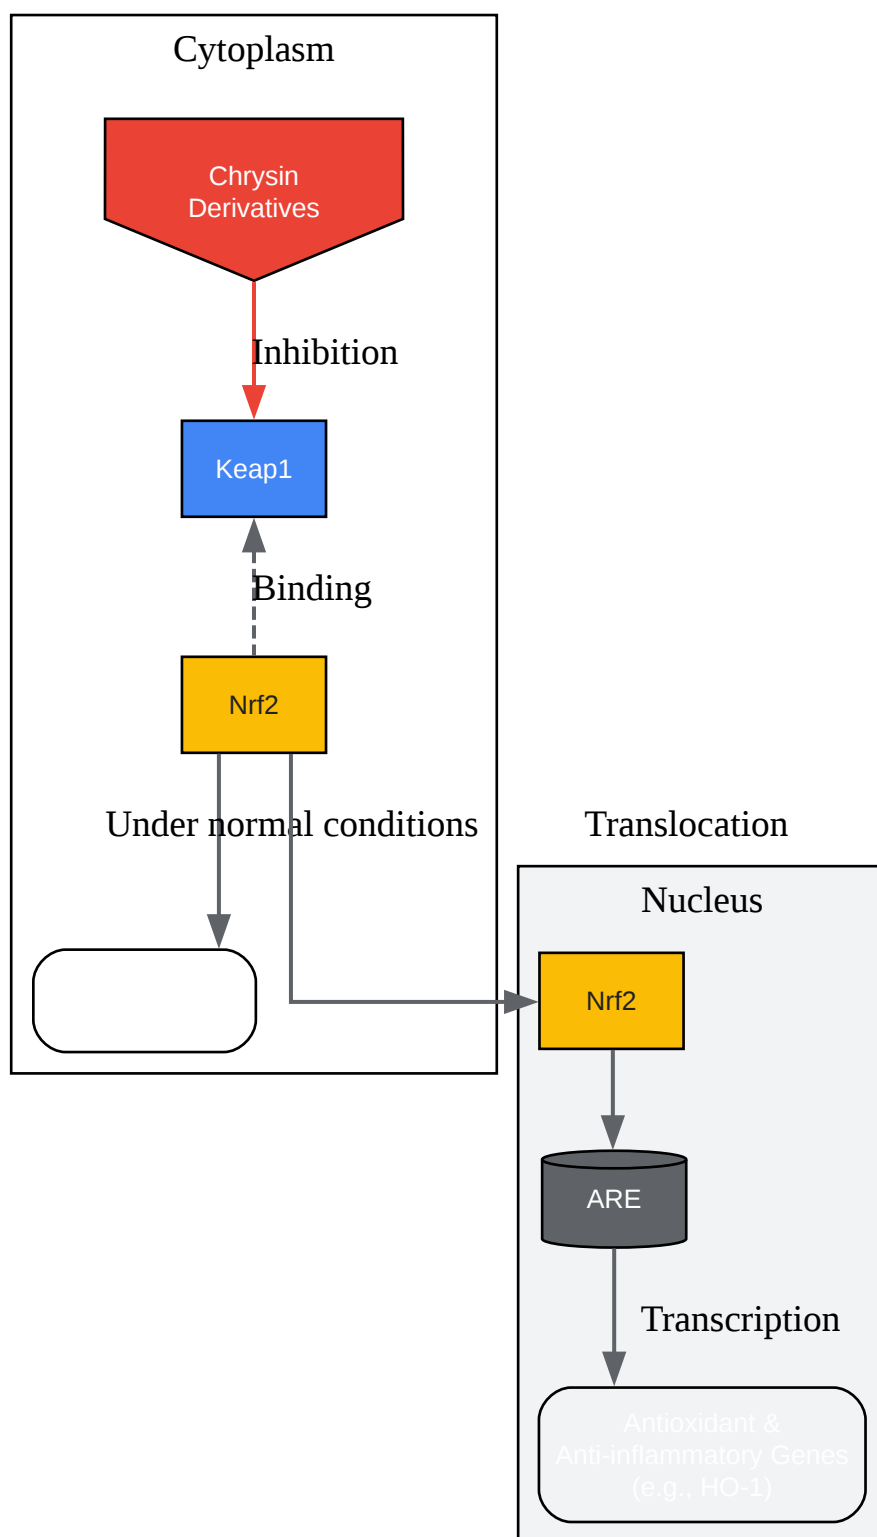 Cytoplasm
Chrysin
Derivatives
Inhibition
Keap1
Binding
Nrf2
Under normal conditions
Translocation
Nucleus
Nrf2
ARE
Transcription
Antioxidant &
Anti-inflammatory Genes
(e.g., HO-1)